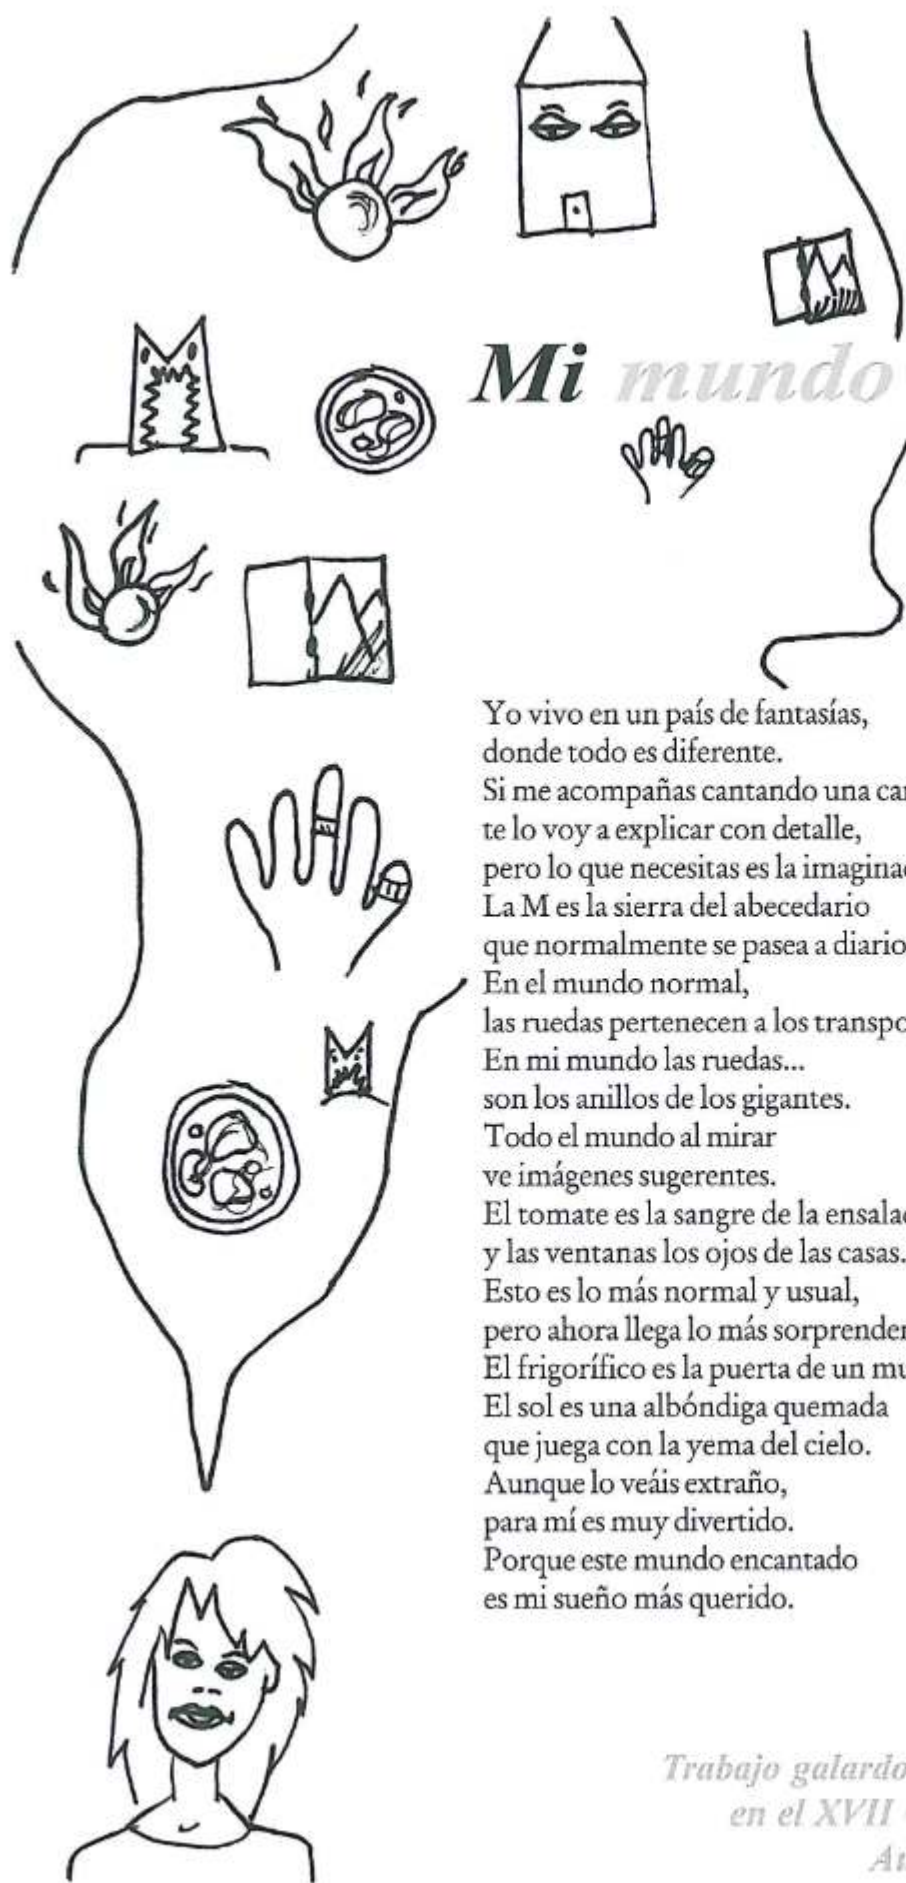 Mi mundo
Yo vivo en un país de fantasías,
donde todo es diferente.
Si me acompañas cantando una
te lo voy a explicar con detalle,
pero lo que necesitas es la
La M es la sierra del abecedario
que normalmente se pasea a diario
En el mundo normal,
las ruedas pertenecen a los
En mi mundo las ruedas...
son los anillos de los gigantes.
Todo el mundo al mirar
ve imágenes sugerentes.
El tomate es la sangre de la
y las ventanas los ojos de las casas.
Esto es lo más normal y usual,
pero ahora llega lo más
El frigorífico es la puerta de un
El sol es una albóndiga quemada
que juega con la yema del cielo.
Aunque lo veáis extraño,
para mí es muy divertido.
Porque este mundo encantado
es mi sueño más querido.
Trabajo
en el XVII